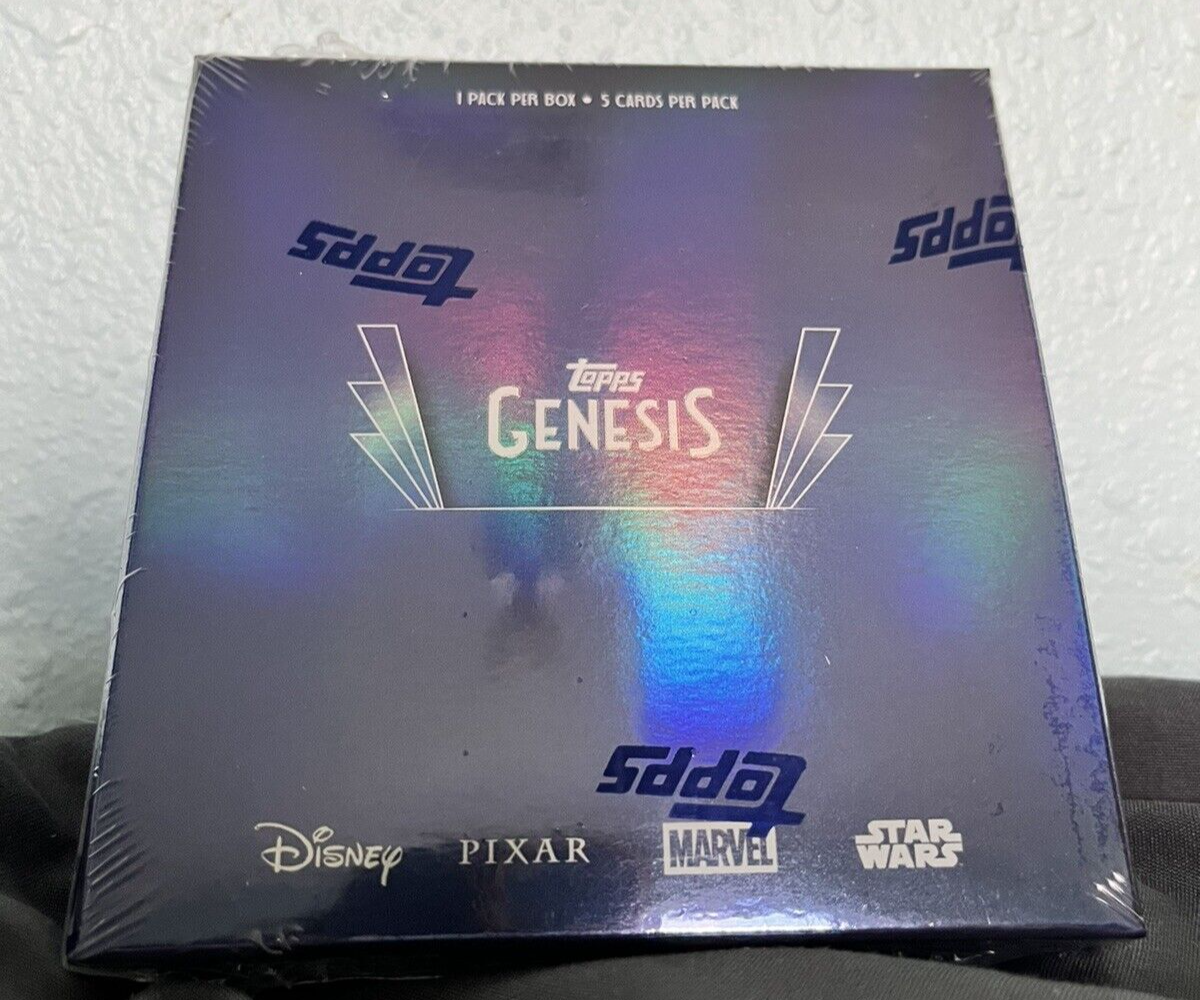 1 PACK PER BOX • 5 CARDS PER PACK
topps
topps
topps
GENESIS
topps
Disney PIXAR MARVEL STAR WARS